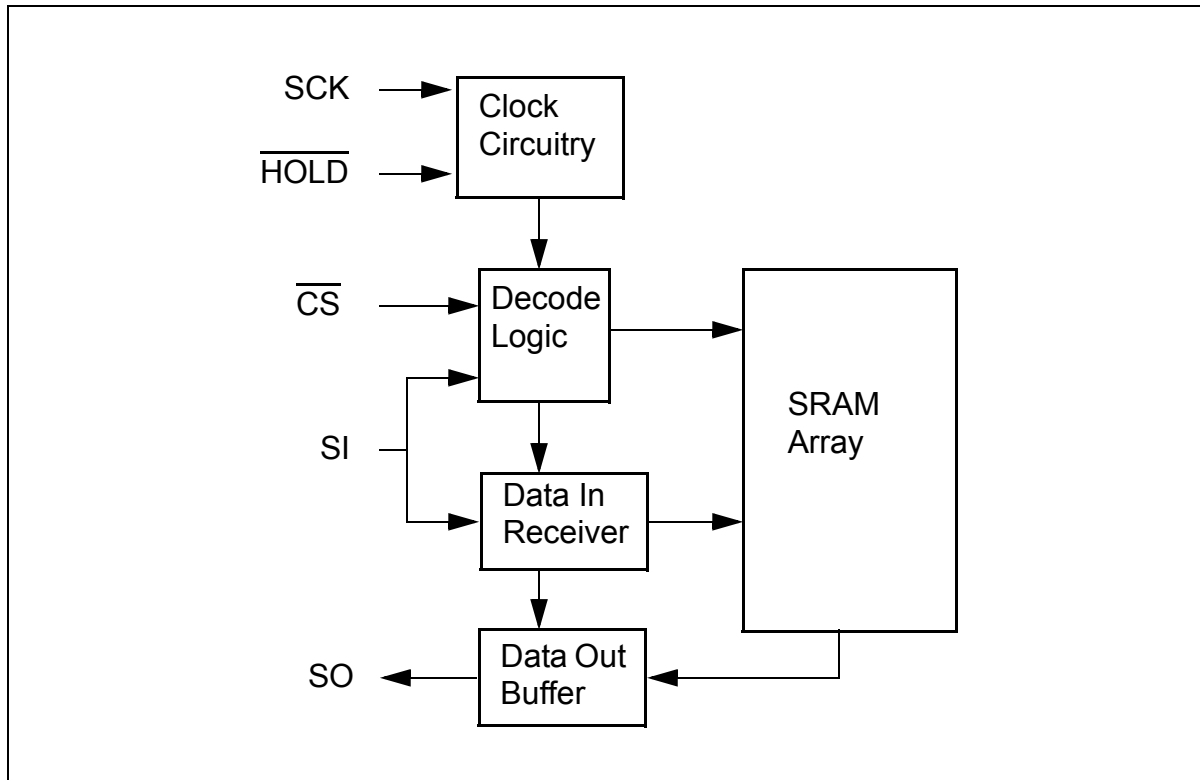 SCK
Clock
Circuitry
HOLD
CS
Decode
Logic
SRAM
Array
SI
Data In
Receiver
SO
Data Out
Buffer